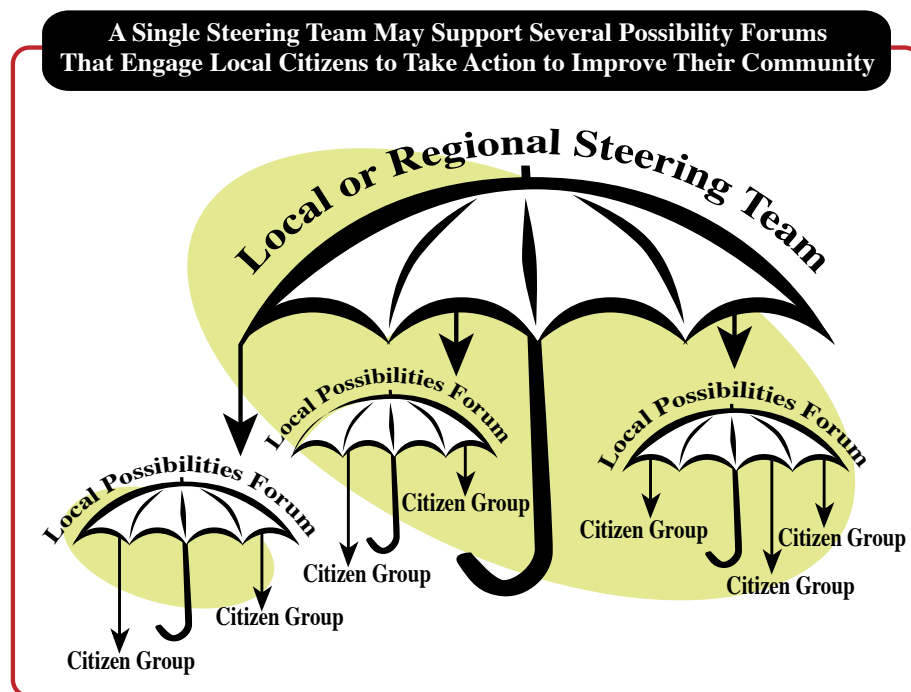 A Single Steering Team May Support Several Possibility Forums
That Engage Local Citizens to Take Action to Improve Their Community
Local or Regional Steering Team
Local Possibilities Forum
Citizen Group
Citizen Group
Local Possibilities Forum
Citizen Group
Citizen Group
Citizen Group
Local Possibilities Forum
Citizen Group
Citizen Group